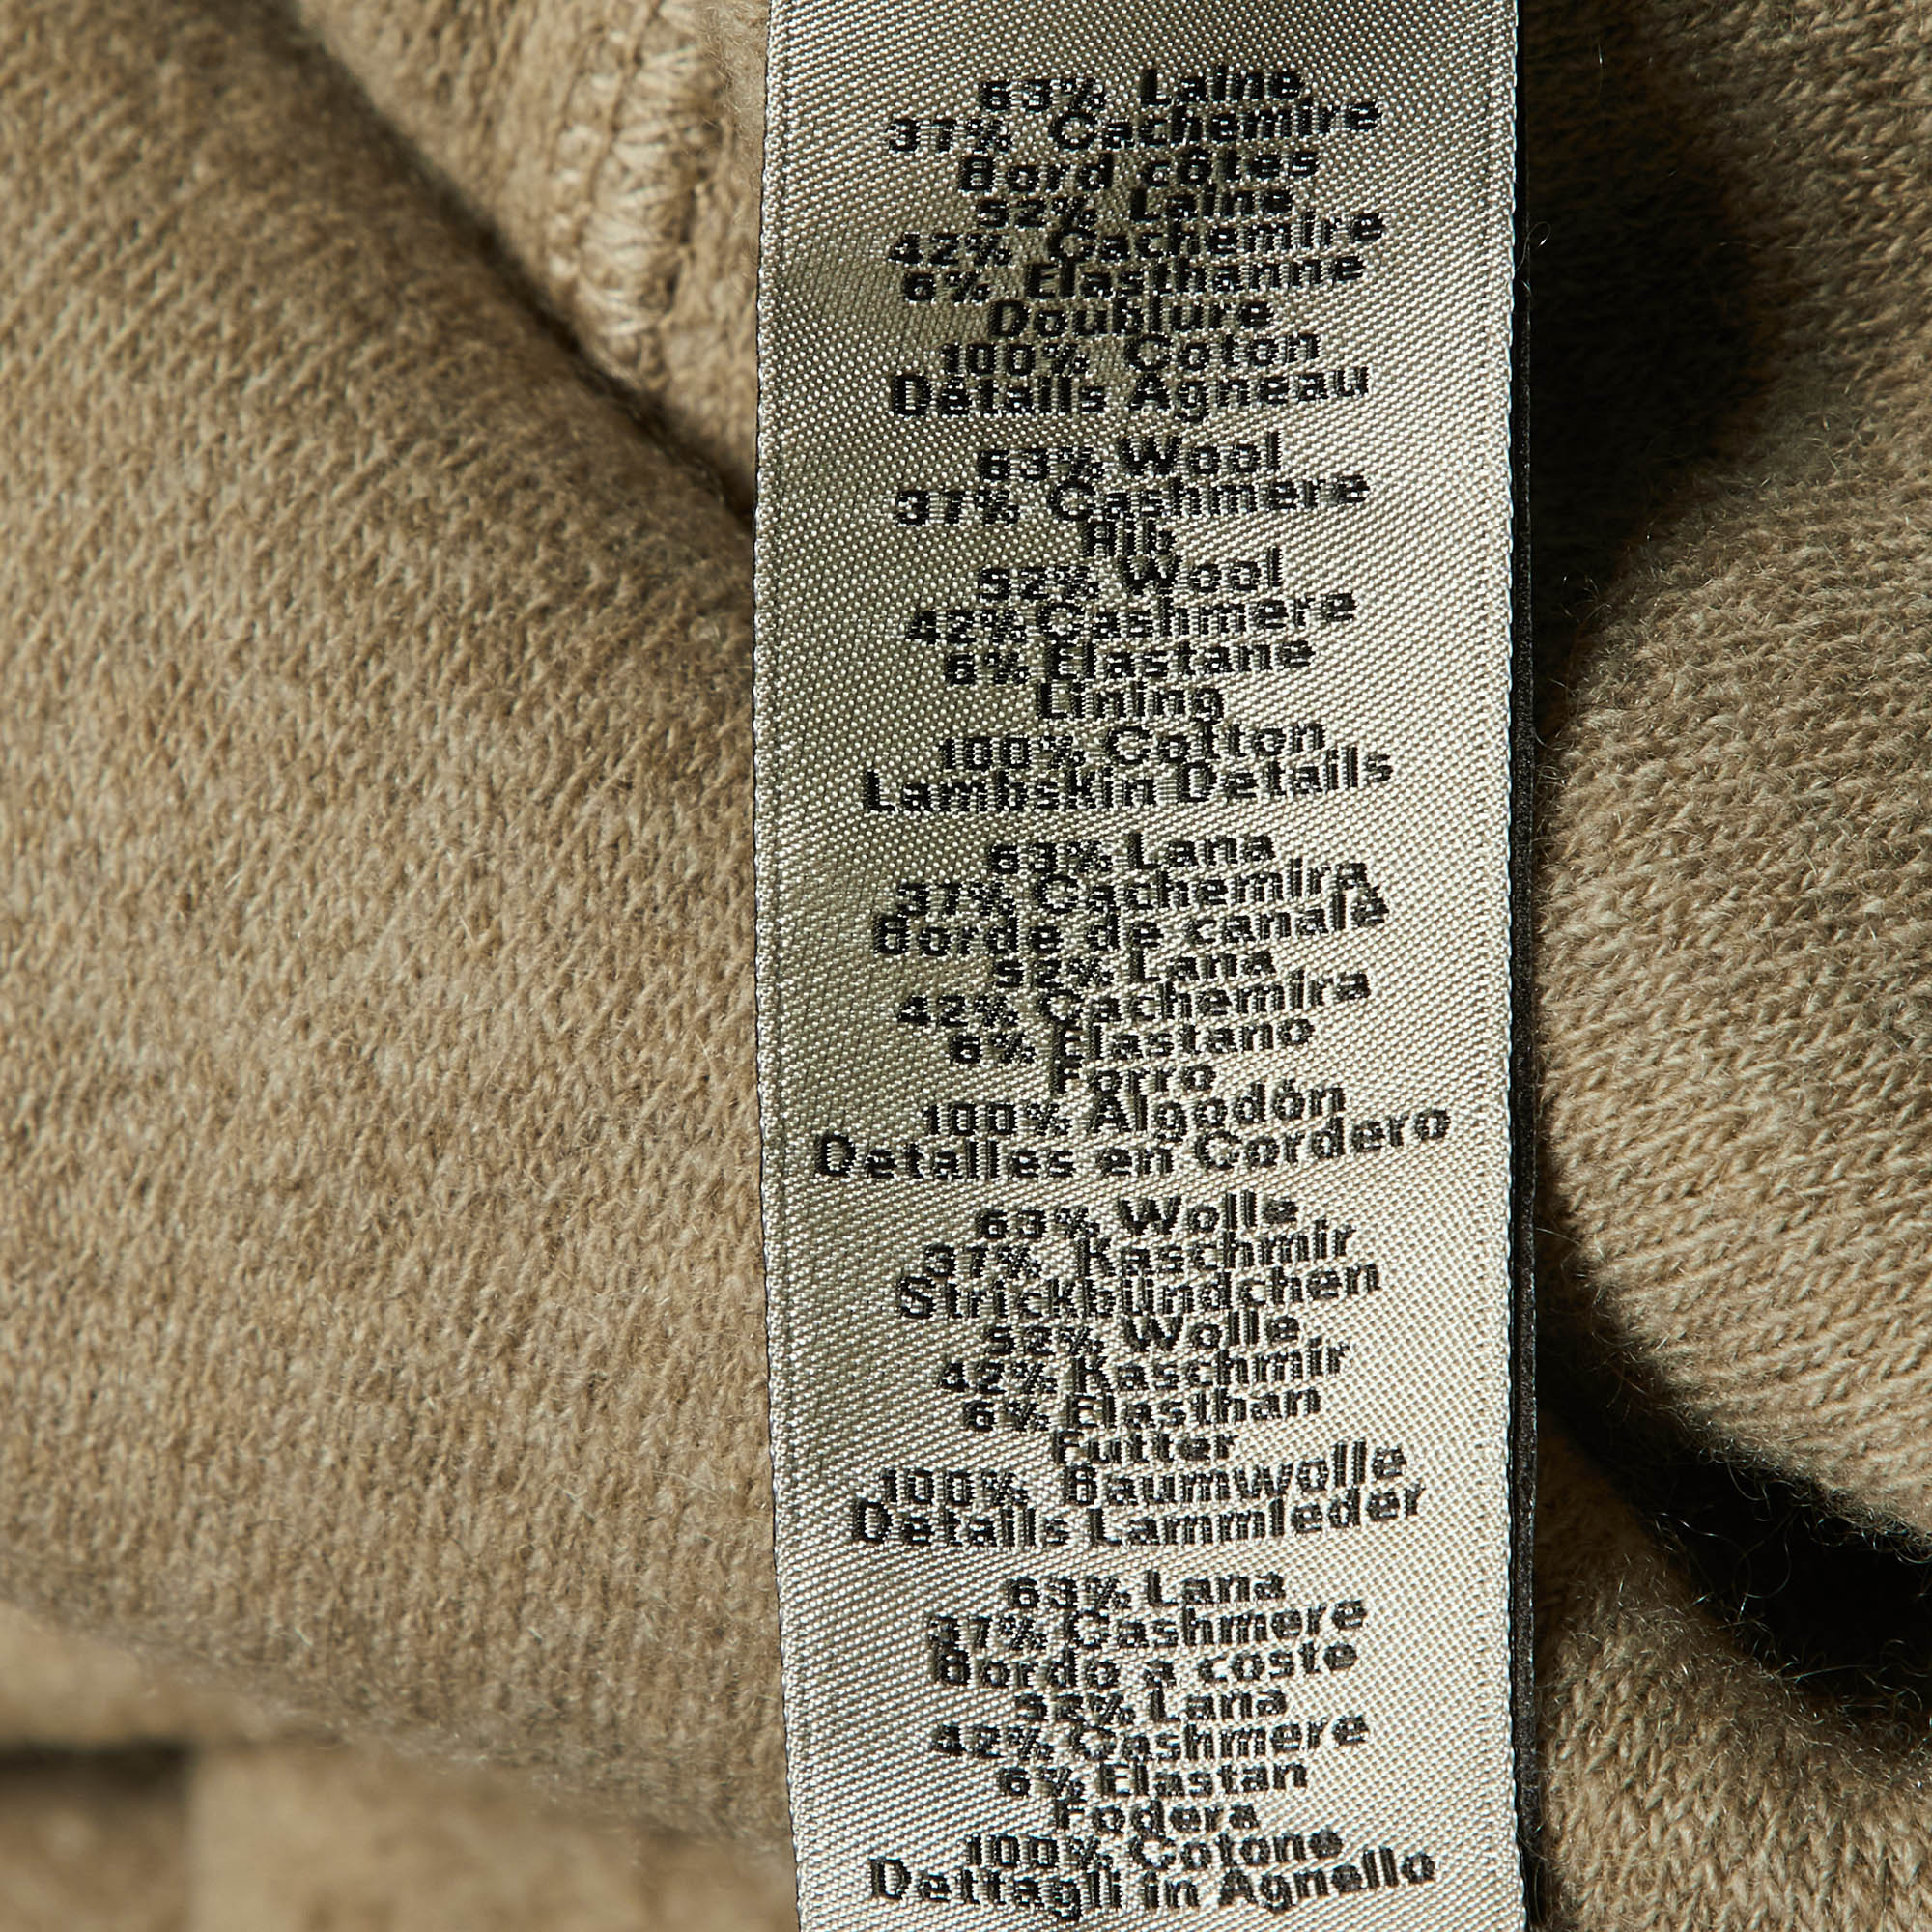 63% Laine
37% Cachemire
Bord côtes
52% Laine
42% Cachemire
6% Elasthanne
Doublure
100% Coton
Détails Agneau
63% Wool
37% Cashmere
Rib
52% Wool
42% Cashmere
6% Elastane
Lining
100% Cotton
Lambskin Details
63% Lana
37% Cachemira
Borde de canalé
52% Lana
42% Cachemira
6% Elastano
Forro
100% Algodón
Detalles en Cordero
63% Wolle
37% Kaschmir
Strickbündchen
52% Wolle
42% Kaschmir
6% Elasthan
Futter
100% Baumwolle
Details Lammleder
63% Lana
37% Cashmere
Bordo a coste
52% Lana
42% Cashmere
6% Elastan
Fodera
100% Cotone
Dettagli in Agnello